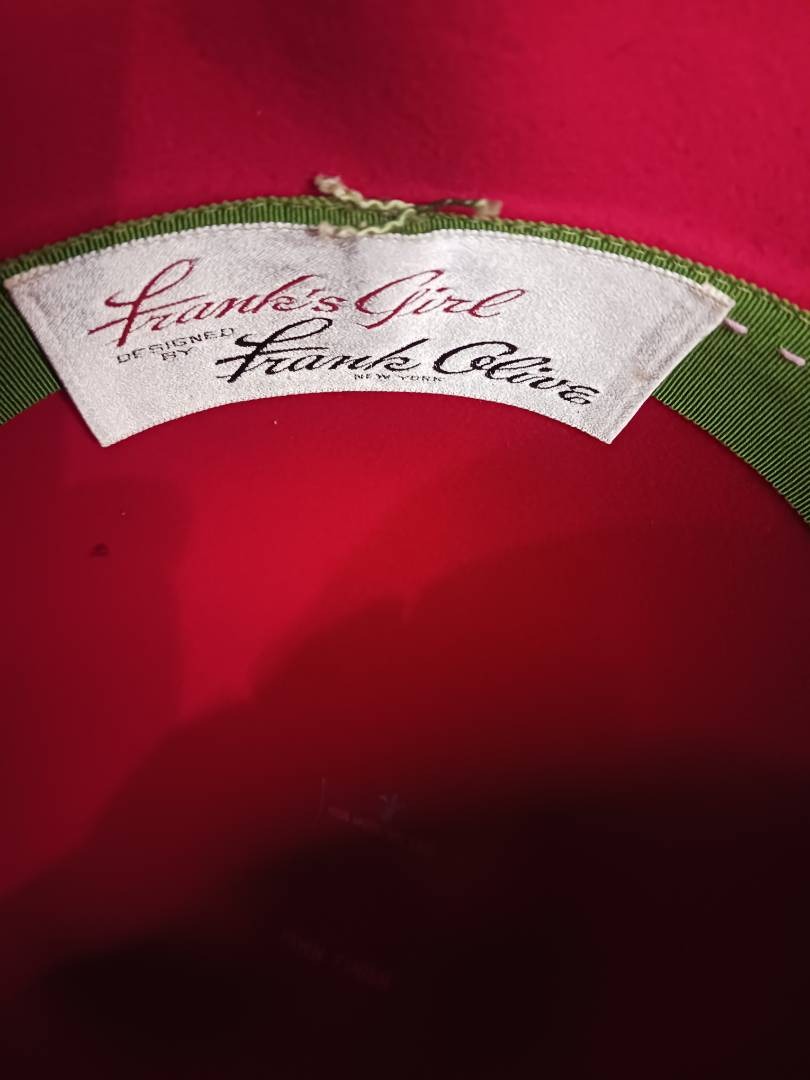 Frank's Girl
DESIGNED
BY
Frank Olive
NEW YORK